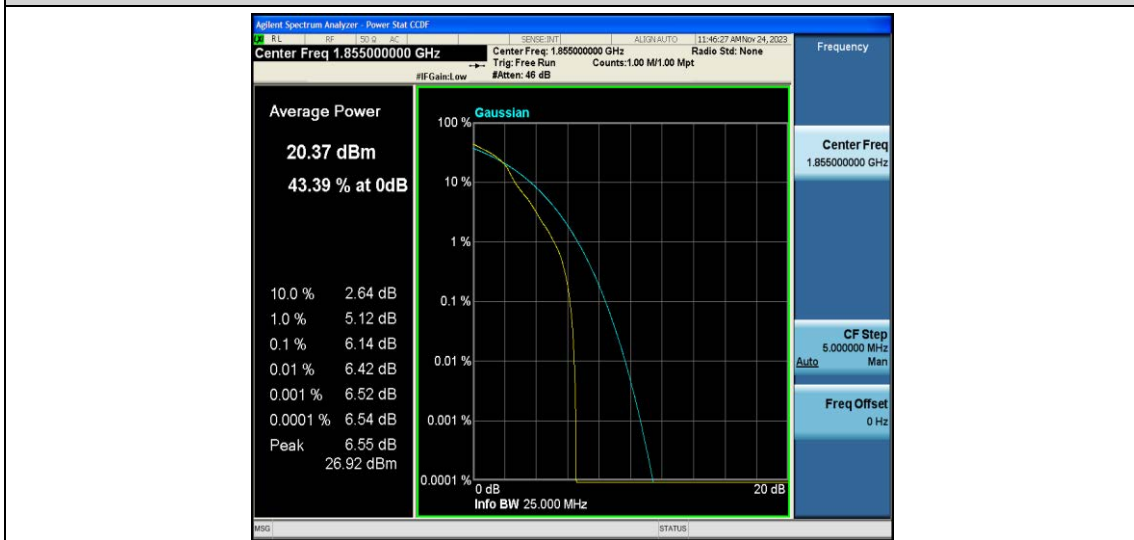 Agilent Spectrum Analyzer - Power Stat CCDF
RL RF 50 Ω AC SENSE:INT ALIGN AUTO 11:46:27 AM Nov 24, 2023
Center Freq 1.855000000 GHz
Center Freq: 1.855000000 GHz Radio Std: None
Trig: Free Run Counts:1.00 M/1.00 Mpt
#IFGain:Low #Atten: 46 dB
Frequency
Average Power
20.37 dBm
43.39 % at 0dB
10.0 % 2.64 dB
1.0 % 5.12 dB
0.1 % 6.14 dB
0.01 % 6.42 dB
0.001 % 6.52 dB
0.0001 % 6.54 dB
Peak 6.55 dB
26.92 dBm
Gaussian
100 %
10 %
1 %
0.1 %
0.01 %
0.001 %
0.0001 %
0 dB 20 dB
Info BW 25.000 MHz
Center Freq
1.855000000 GHz
CF Step
5.000000 MHz
Auto Man
Freq Offset
0 Hz
MSG STATUS